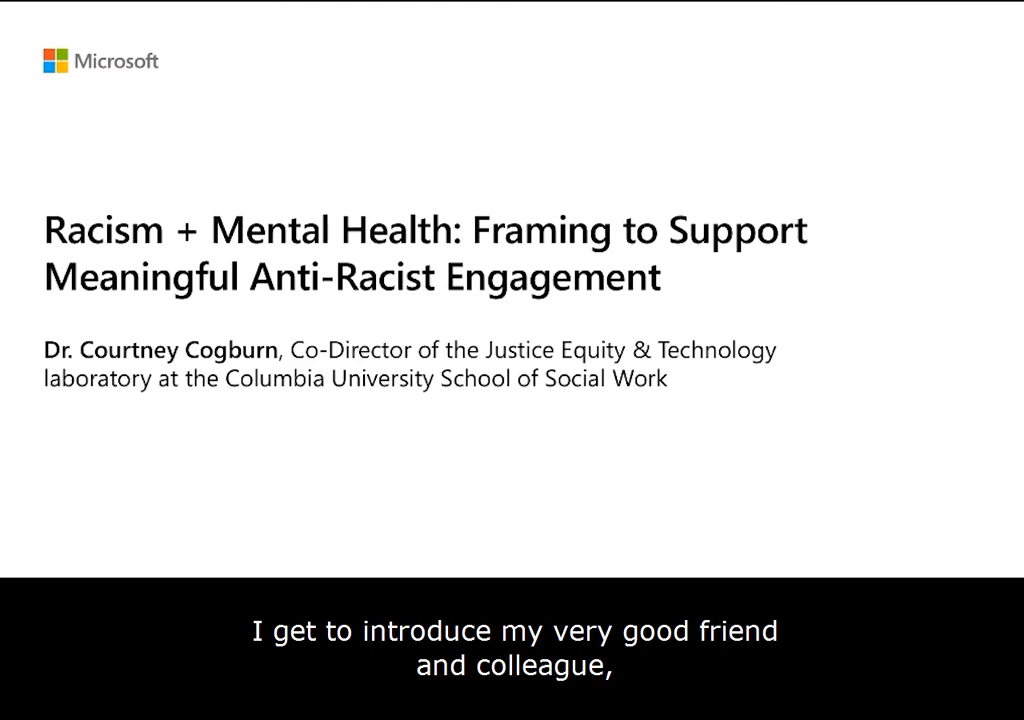 Microsoft
Racism + Mental Health: Framing to Support
Meaningful Anti-Racist Engagement
Dr. Courtney Cogburn, Co-Director of the Justice Equity & Technology
laboratory at the Columbia University School of Social Work
I get to introduce my very good friend
and colleague,